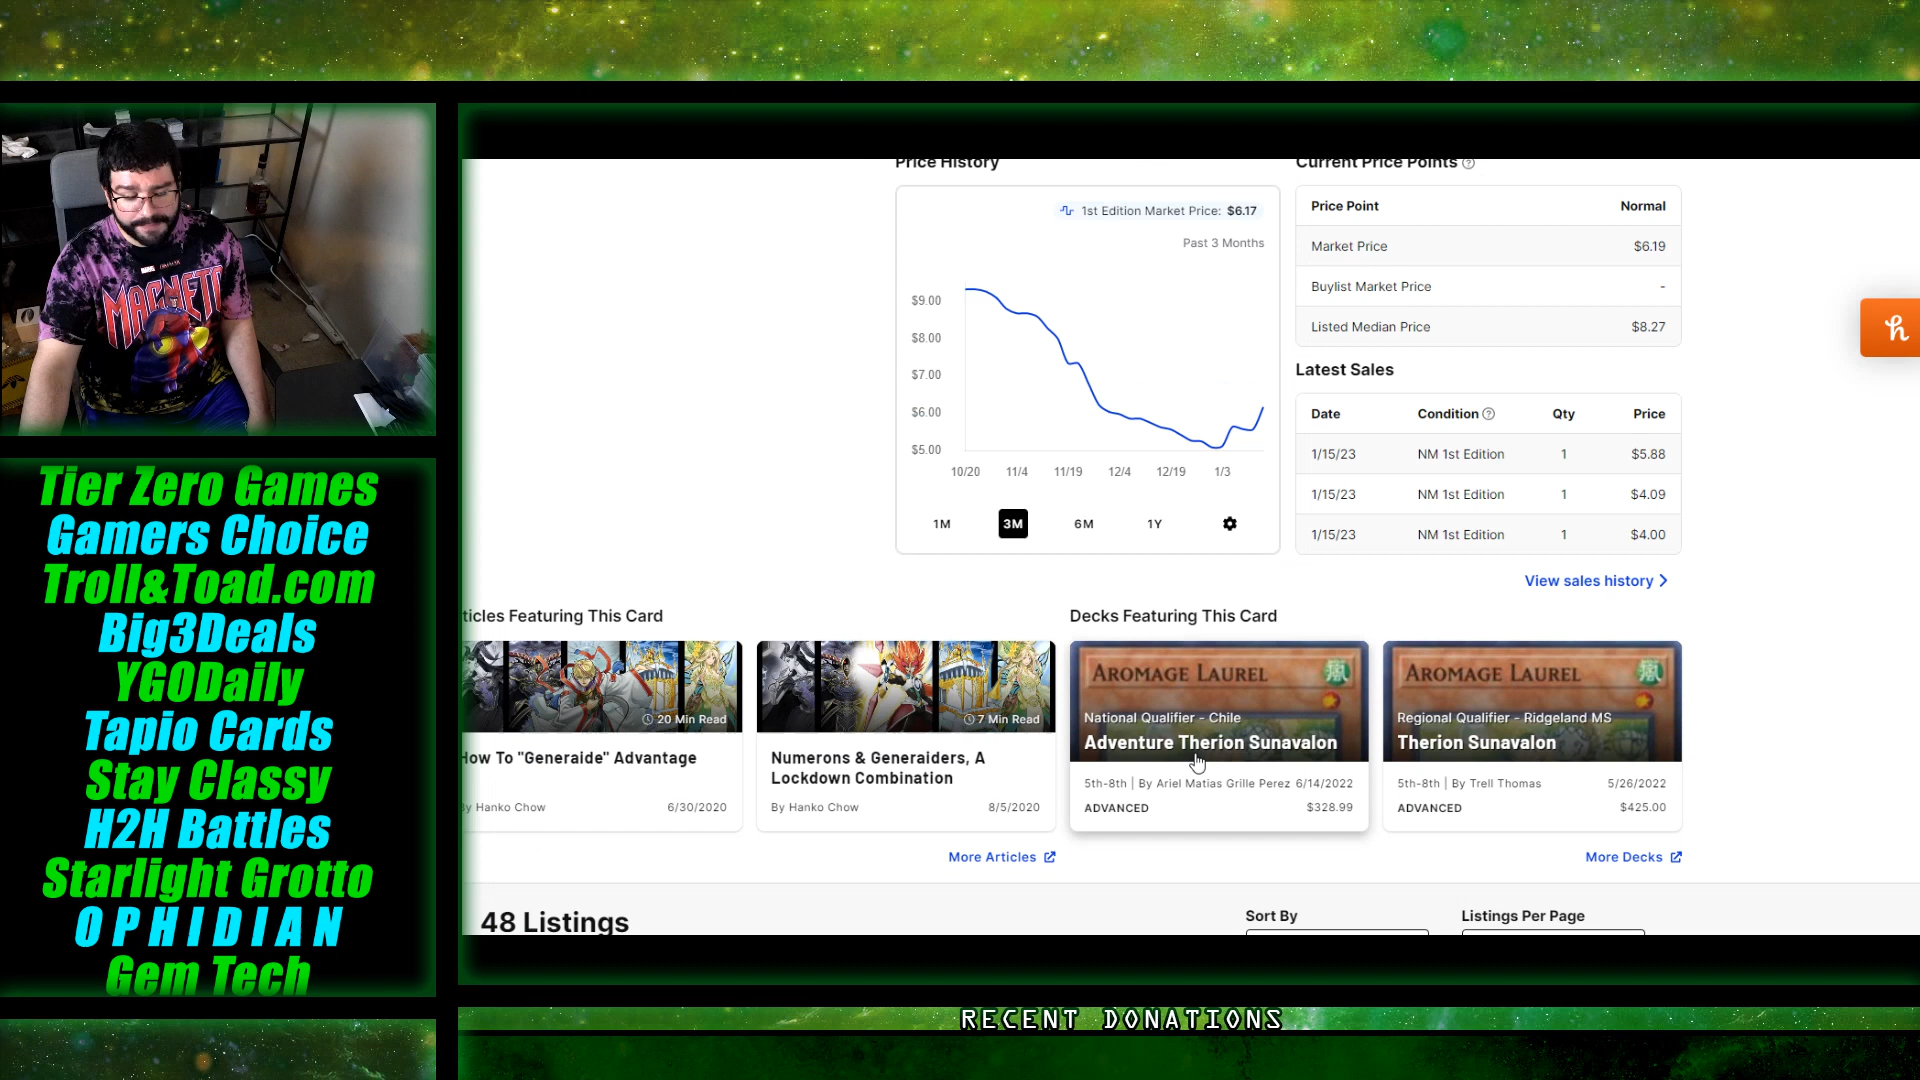 MAGNETO
Tier Zero Games
Gamers Choice
Troll&Toad.com
Big3Deals
YGODaily
Tapio Cards
Stay Classy
H2H Battles
Starlight Grotto
OPHIDIAN
Gem Tech
Price History
1st Edition Market Price: $6.17
Past 3 Months
$9.00
$8.00
$7.00
$6.00
$5.00
10/20 11/4 11/19 12/4 12/19 1/3
1M 3M 6M 1Y
Current Price Points
Price Point Normal
Market Price $6.19
Buylist Market Price -
Listed Median Price $8.27
Latest Sales
Date Condition Qty Price
1/15/23 NM 1st Edition 1 $5.88
1/15/23 NM 1st Edition 1 $4.09
1/15/23 NM 1st Edition 1 $4.00
View sales history
ticles Featuring This Card
20 Min Read
How To "Generaide" Advantage
By Hanko Chow 6/30/2020
7 Min Read
Numerons & Generaiders, A
Lockdown Combination
By Hanko Chow 8/5/2020
More Articles
Decks Featuring This Card
AROMAGE LAUREL
National Qualifier - Chile
Adventure Therion Sunavalon
5th-8th | By Ariel Matias Grille Perez 6/14/2022
ADVANCED $328.99
AROMAGE LAUREL
Regional Qualifier - Ridgeland MS
Therion Sunavalon
5th-8th | By Trell Thomas 5/26/2022
ADVANCED $425.00
More Decks
48 Listings
Sort By
Listings Per Page
RECENT DONATIONS